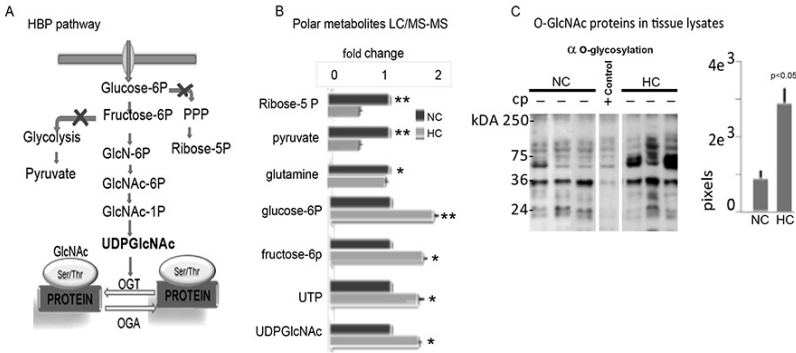 A
HBP pathway
Glucose-6P
Fructose-6P
PPP
Glycolysis
Ribose-5P
Pyruvate
GlcN-6P
GlcNAc-6P
GlcNAc-1P
UDPGlcNAc
GlcNAc
Ser/Thr
Ser/Thr
PROTEIN
OGT
PROTEIN
OGA
B
Polar metabolites LC/MS-MS
fold change
0 1 2
Ribose-5 P **
NC
HC
pyruvate **
glutamine *
glucose-6P **
fructose-6p *
UTP *
UDPGlcNAc *
C
O-GlcNAc proteins in tissue lysates
α O-glycosylation
NC + Control HC
cp – – – + – – –
kDa 250
75
36
24
4e³
p<0.05
2e³
0
pixels
NC HC